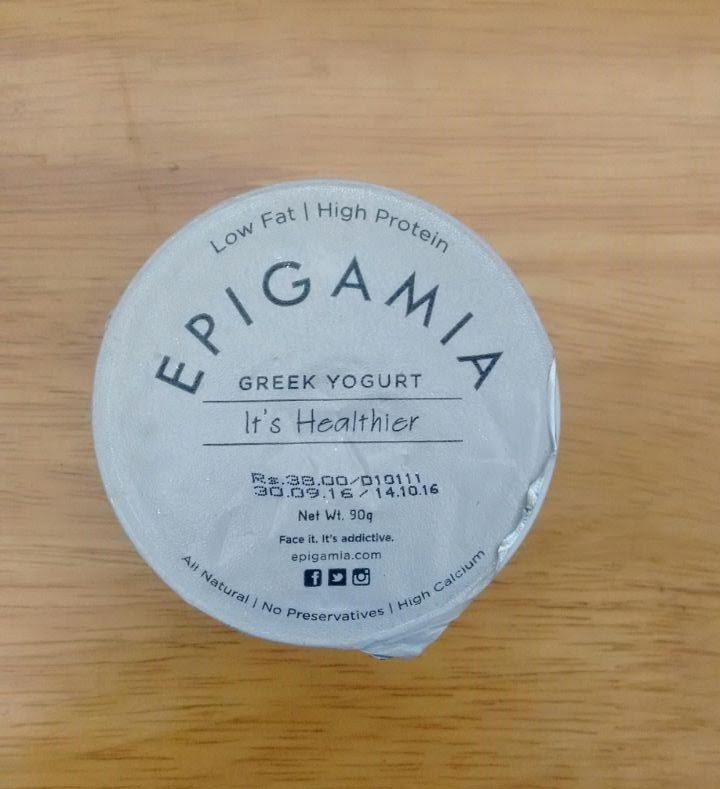 Low Fat | High Protein
EPIGAMIA
GREEK YOGURT
It's Healthier
Rs.38.00/D10111
30.09.16/14.10.16
Net Wt. 90g
Face it. It's addictive.
epigamia.com
All Natural | No Preservatives | High Calcium